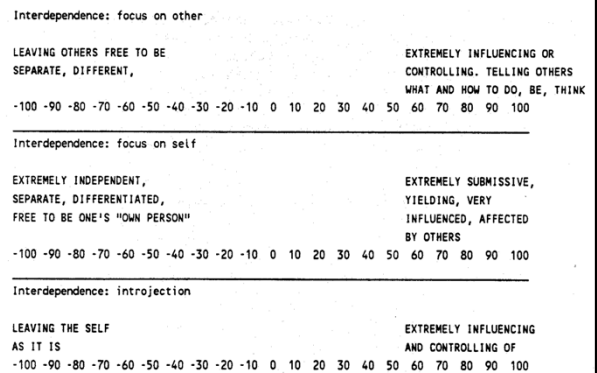 Interdependence: focus on other
LEAVING OTHERS FREE TO BE EXTREMELY INFLUENCING OR
SEPARATE, DIFFERENT, CONTROLLING. TELLING OTHERS
WHAT AND HOW TO DO, BE, THINK
-100 -90 -80 -70 -60 -50 -40 -30 -20 -10 0 10 20 30 40 50 60 70 80 90 100
Interdependence: focus on self
EXTREMELY INDEPENDENT, EXTREMELY SUBMISSIVE,
SEPARATE, DIFFERENTIATED, YIELDING, VERY
FREE TO BE ONE'S "OWN PERSON" INFLUENCED, AFFECTED
BY OTHERS
-100 -90 -80 -70 -60 -50 -40 -30 -20 -10 0 10 20 30 40 50 60 70 80 90 100
Interdependence: introjection
LEAVING THE SELF EXTREMELY INFLUENCING
AS IT IS AND CONTROLLING OF
-100 -90 -80 -70 -60 -50 -40 -30 -20 -10 0 10 20 30 40 50 60 70 80 90 100